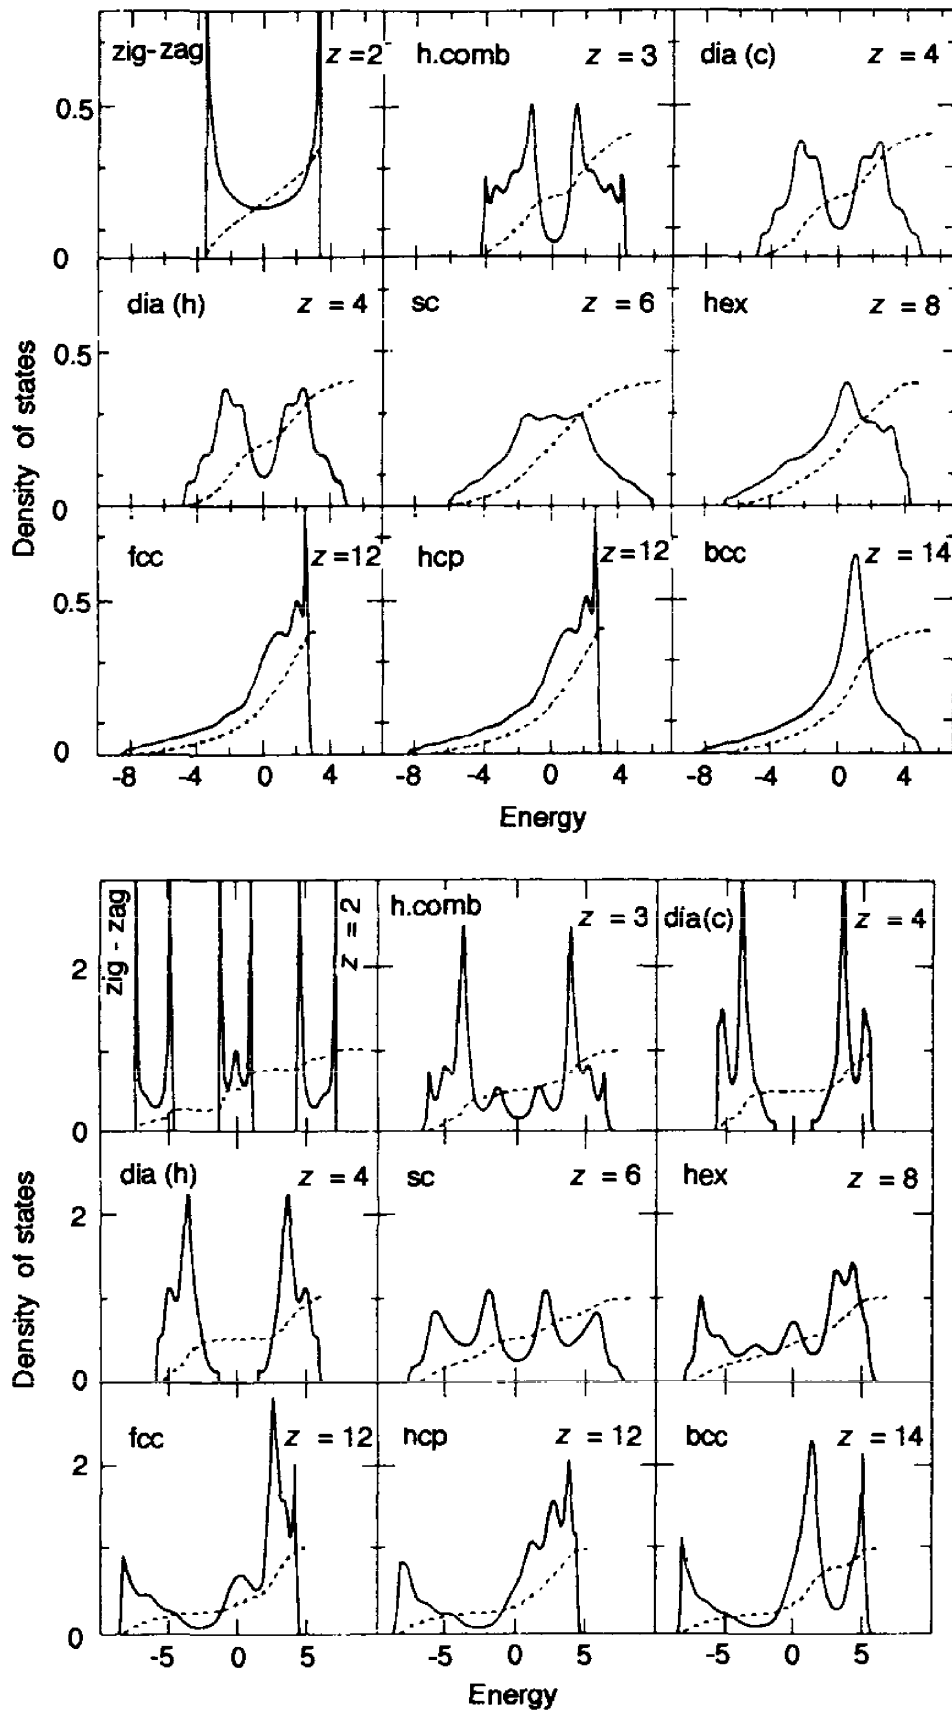 zig-zag z = 2 h.comb z = 3 dia (c) z = 4
0.5
0
dia (h) z = 4 sc z = 6 hex z = 8
0.5
0
fcc z = 12 hcp z = 12 bcc z = 14
0.5
0
-8 -4 0 4 -8 -4 0 4 -8 -4 0 4
Energy
Density of states
zig - zag z = 2 h.comb z = 3 dia(c) z = 4
2
0
dia (h) z = 4 sc z = 6 hex z = 8
2
0
fcc z = 12 hcp z = 12 bcc z = 14
2
0
-5 0 5 -5 0 5 -5 0 5
Energy
Density of states